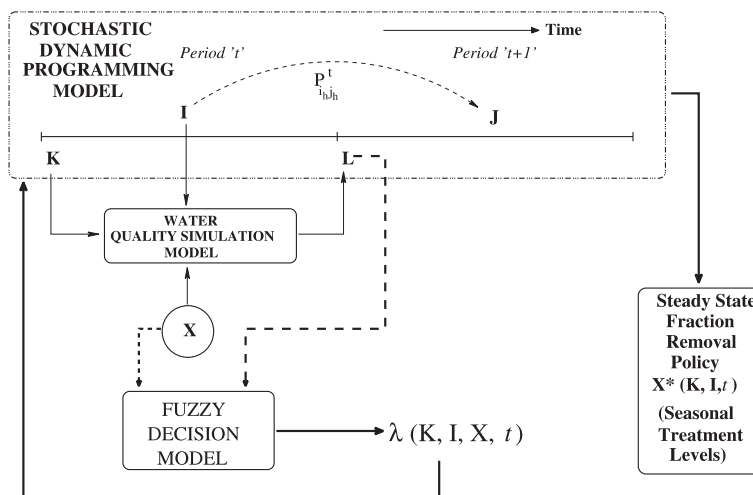 STOCHASTIC
DYNAMIC
PROGRAMMING
MODEL
Time
Period 't'
Period 't+1'
P^t_{i_h j_h}
I
J
K
L
WATER
QUALITY SIMULATION
MODEL
X
FUZZY
DECISION
MODEL
λ (K, I, X, t)
Steady State
Fraction
Removal
Policy
X* (K, I,t )
(Seasonal
Treatment
Levels)